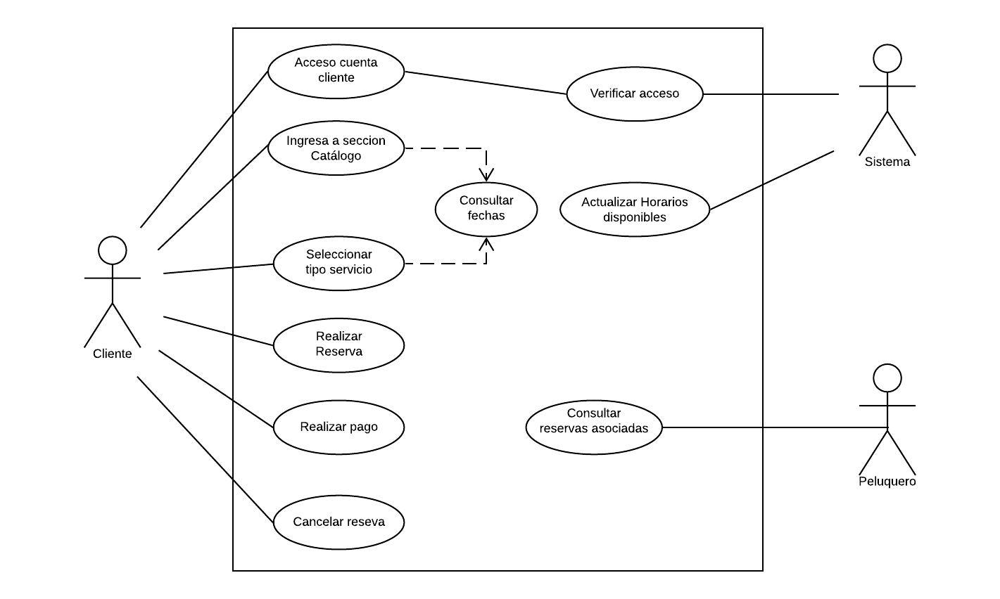 Acceso cuenta
cliente
Verificar acceso
Ingresa a seccion
Catálogo
Sistema
Consultar
fechas
Actualizar Horarios
disponibles
Seleccionar
tipo servicio
Realizar
Reserva
Cliente
Realizar pago
Consultar
reservas asociadas
Peluquero
Cancelar reseva